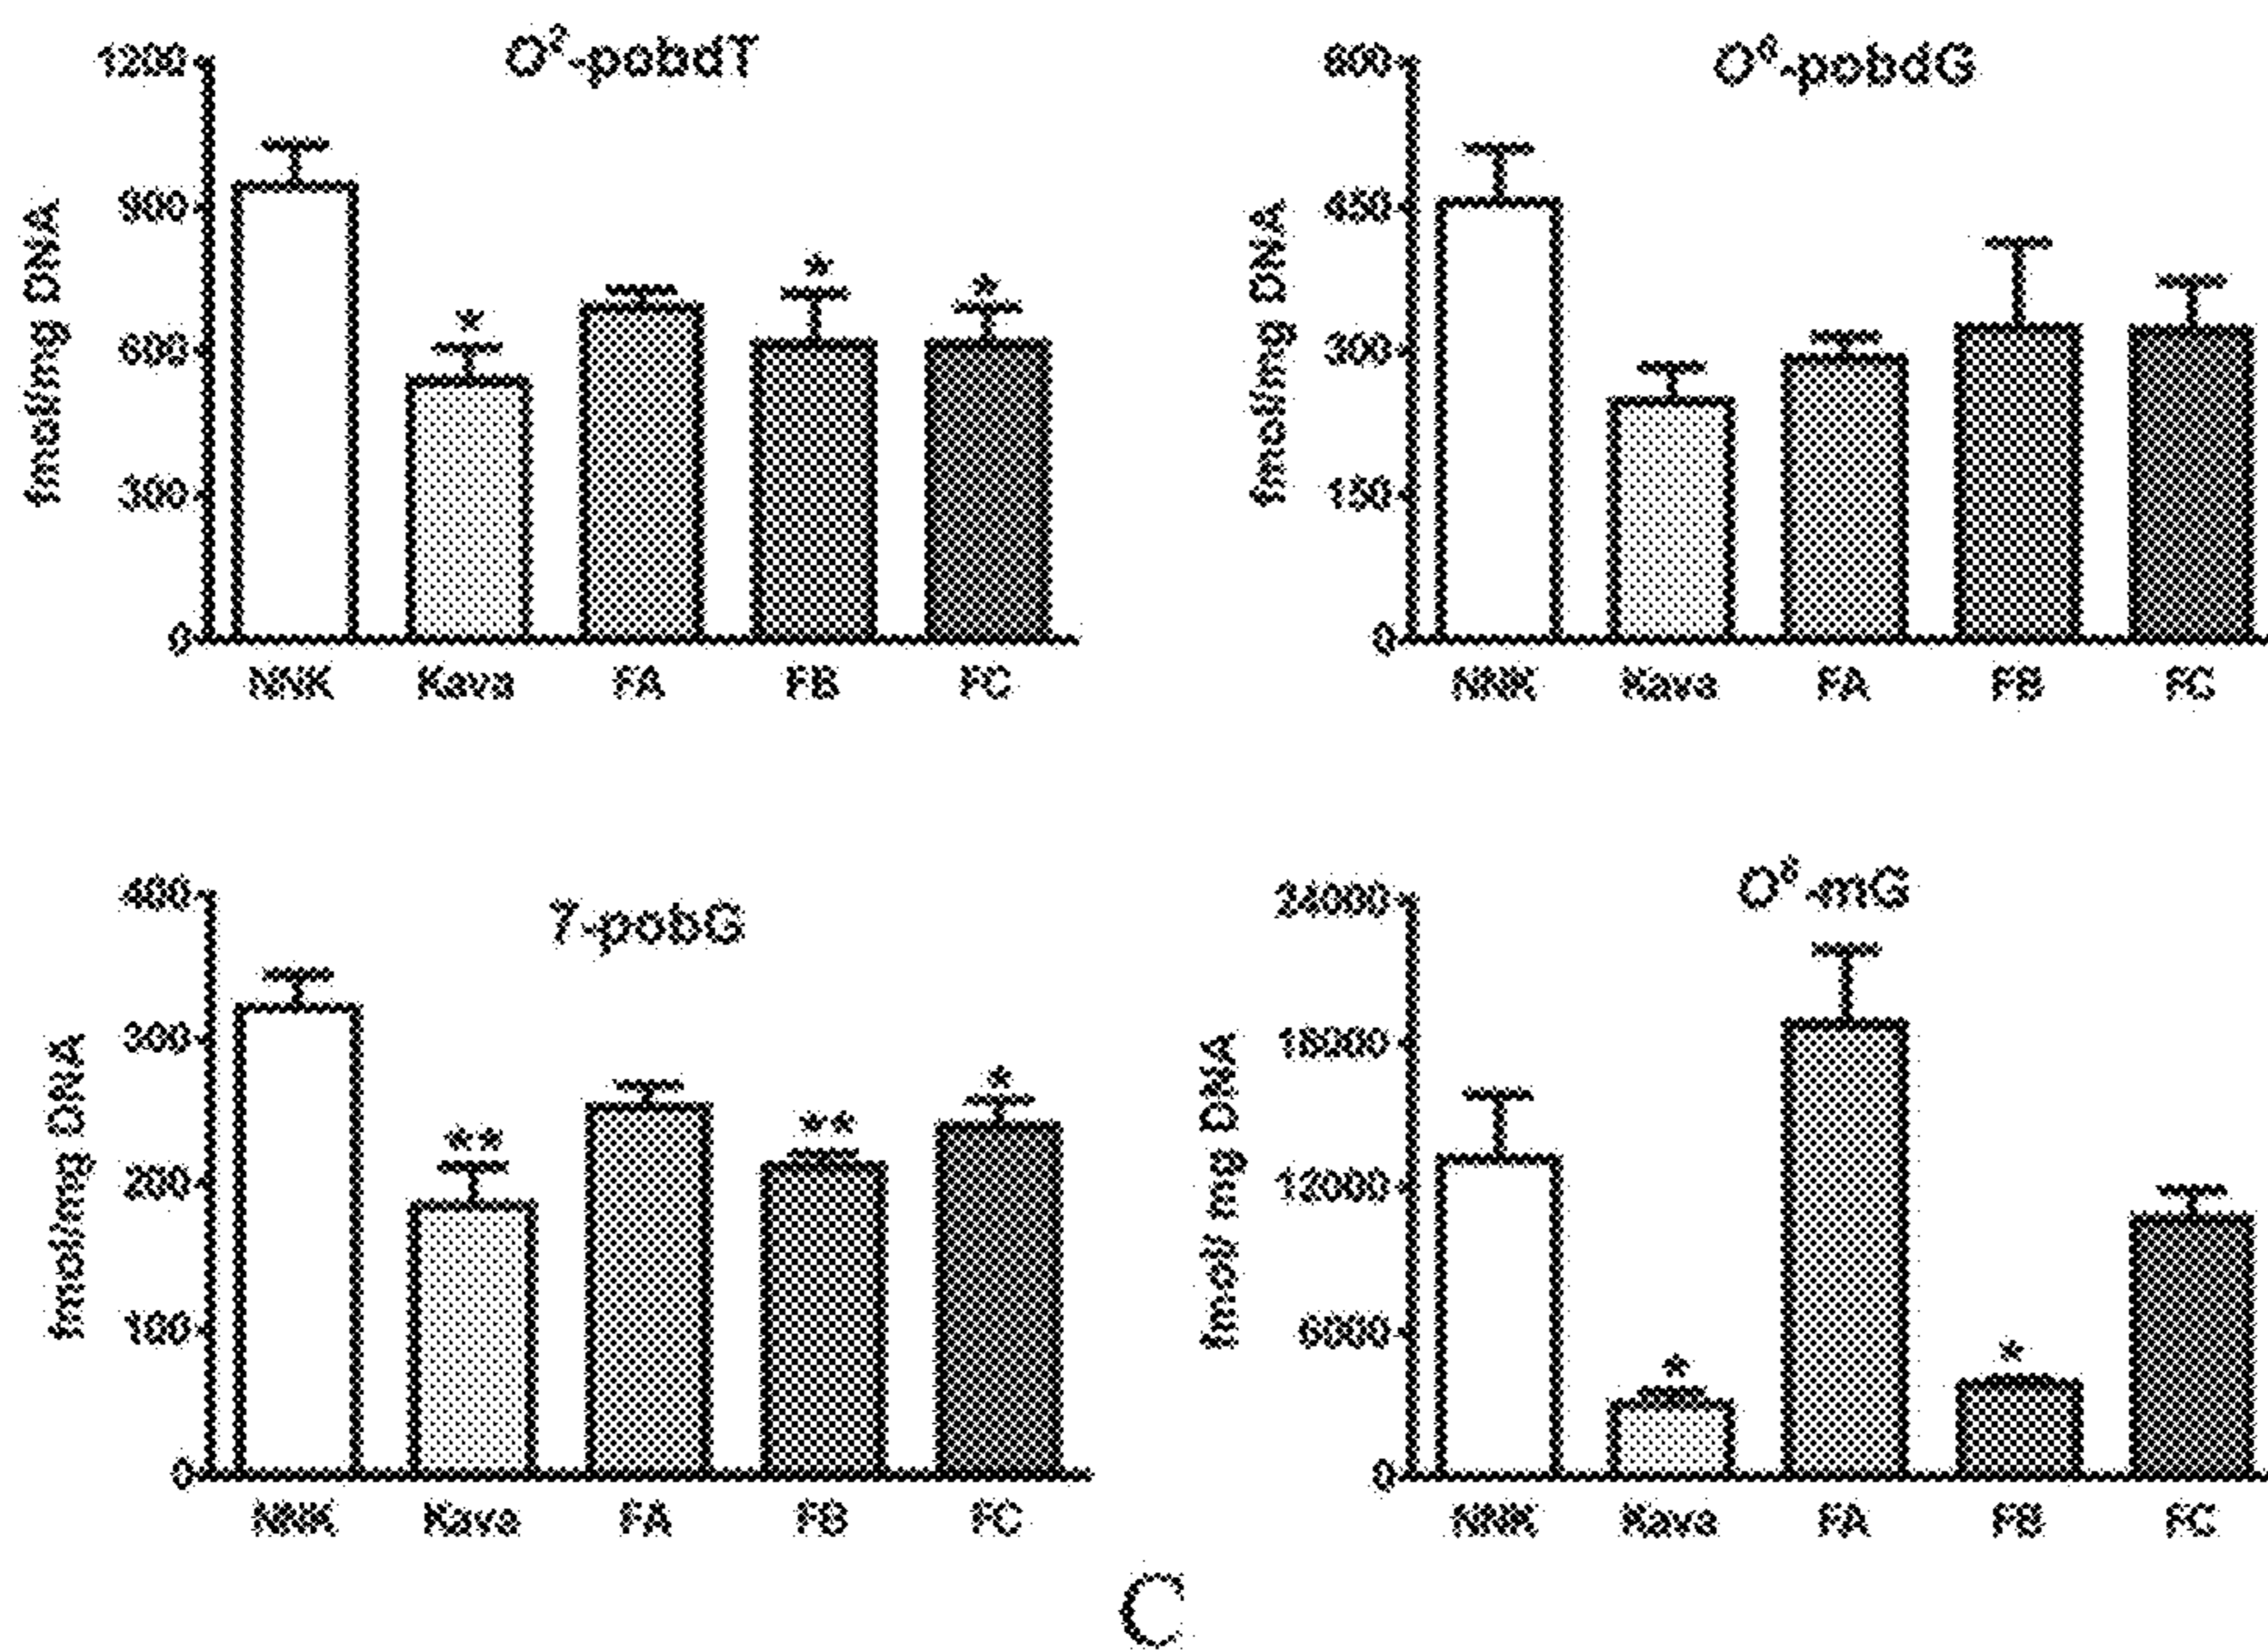 O²-pobdT
1200
900
600
300
0
fmol/mg DNA
*
*
*
NNK Kava FA FB FC
O⁶-pobdG
600
450
300
150
0
fmol/mg DNA
NNK Kava FA FB FC
7-pobG
400
300
200
100
0
fmol/mg DNA
**
**
*
NNK Kava FA FB FC
O⁶-mG
24000
18000
12000
6000
0
fmol/ mg DNA
*
*
NNK Kava FA FB FC
C